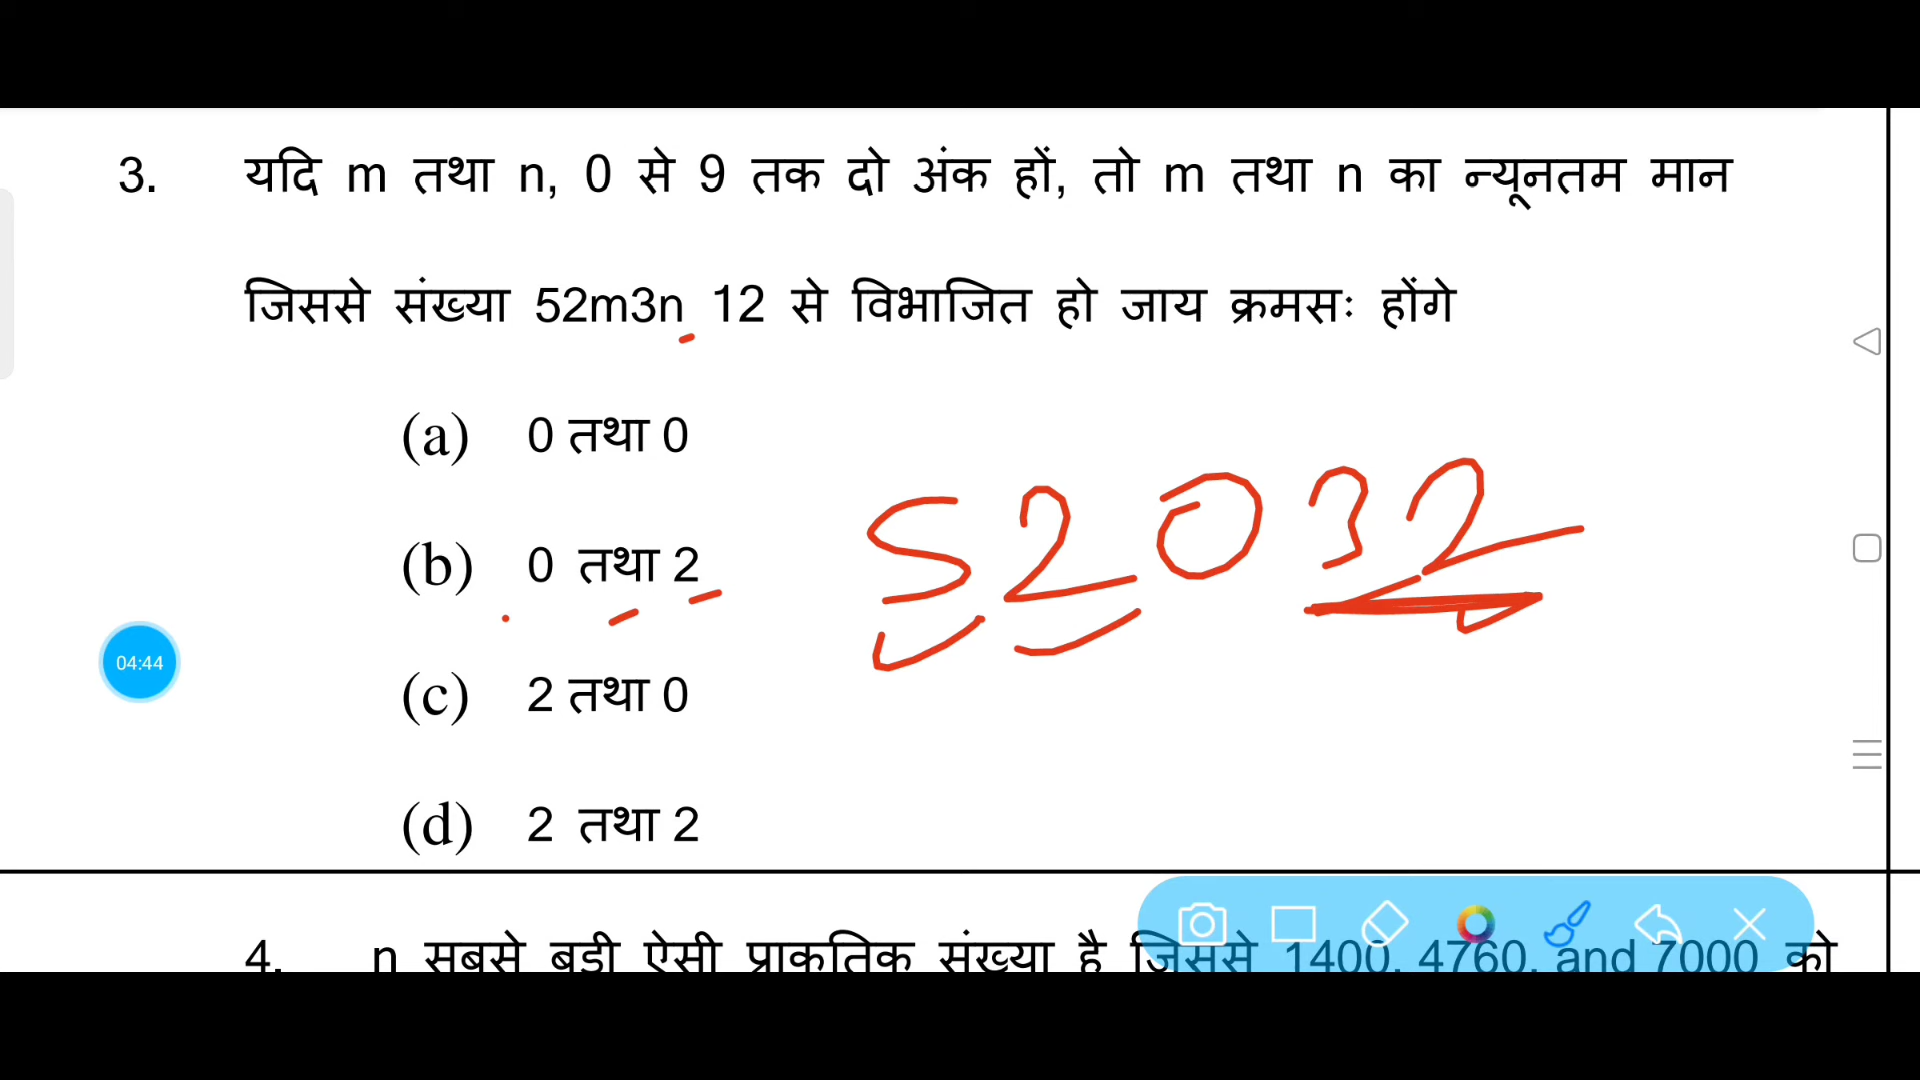 3. यदि m तथा n, 0 से 9 तक दो अंक हों, तो m तथा n का न्यूनतम मान
जिससे संख्या 52m3n 12 से विभाजित हो जाय क्रमसः होंगे
(a) 0 तथा 0
(b) 0 तथा 2
52032
(c) 2 तथा 0
04:44
(d) 2 तथा 2
4. n सबसे बड़ी ऐसी प्राकृतिक संख्या है जिससे 1400, 4760, and 7000 को